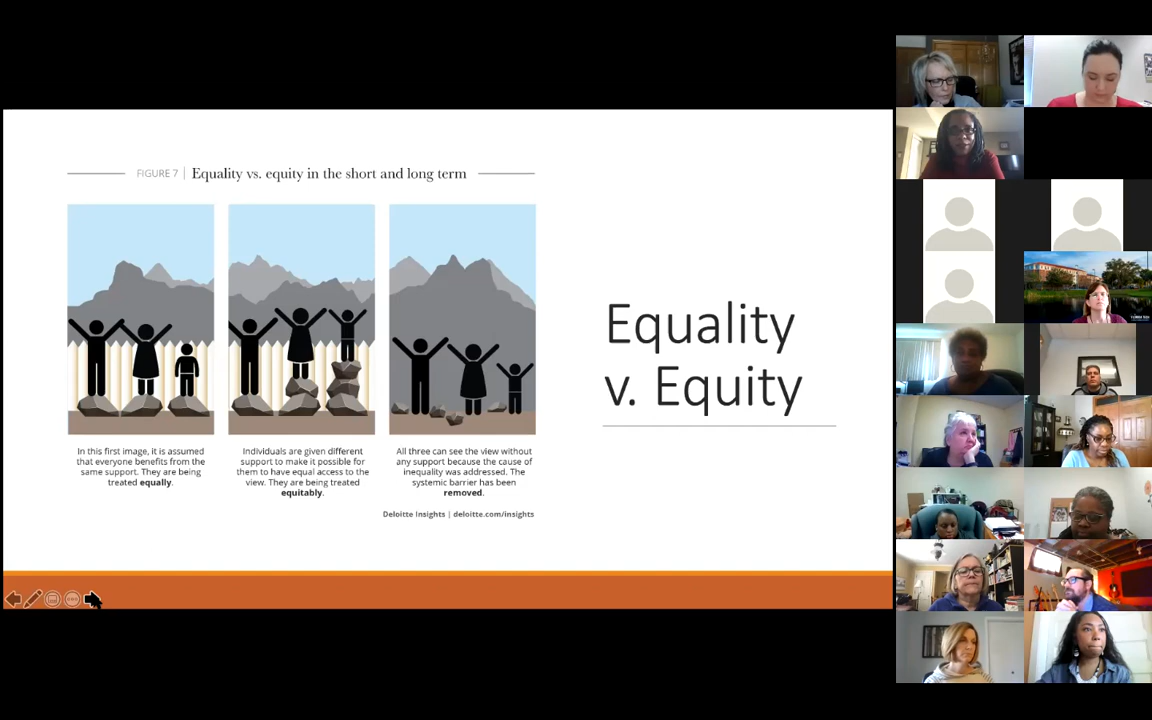 FIGURE 7 | Equality vs. equity in the short and long term
In this first image, it is assumed
that everyone benefits from the
same support. They are being
treated equally.
Individuals are given different
support to make it possible for
them to have equal access to the
view. They are being treated
equitably.
All three can see the view without
any support because the cause of
inequality was addressed. The
systemic barrier has been
removed.
Deloitte Insights | deloitte.com/insights
Equality
v. Equity